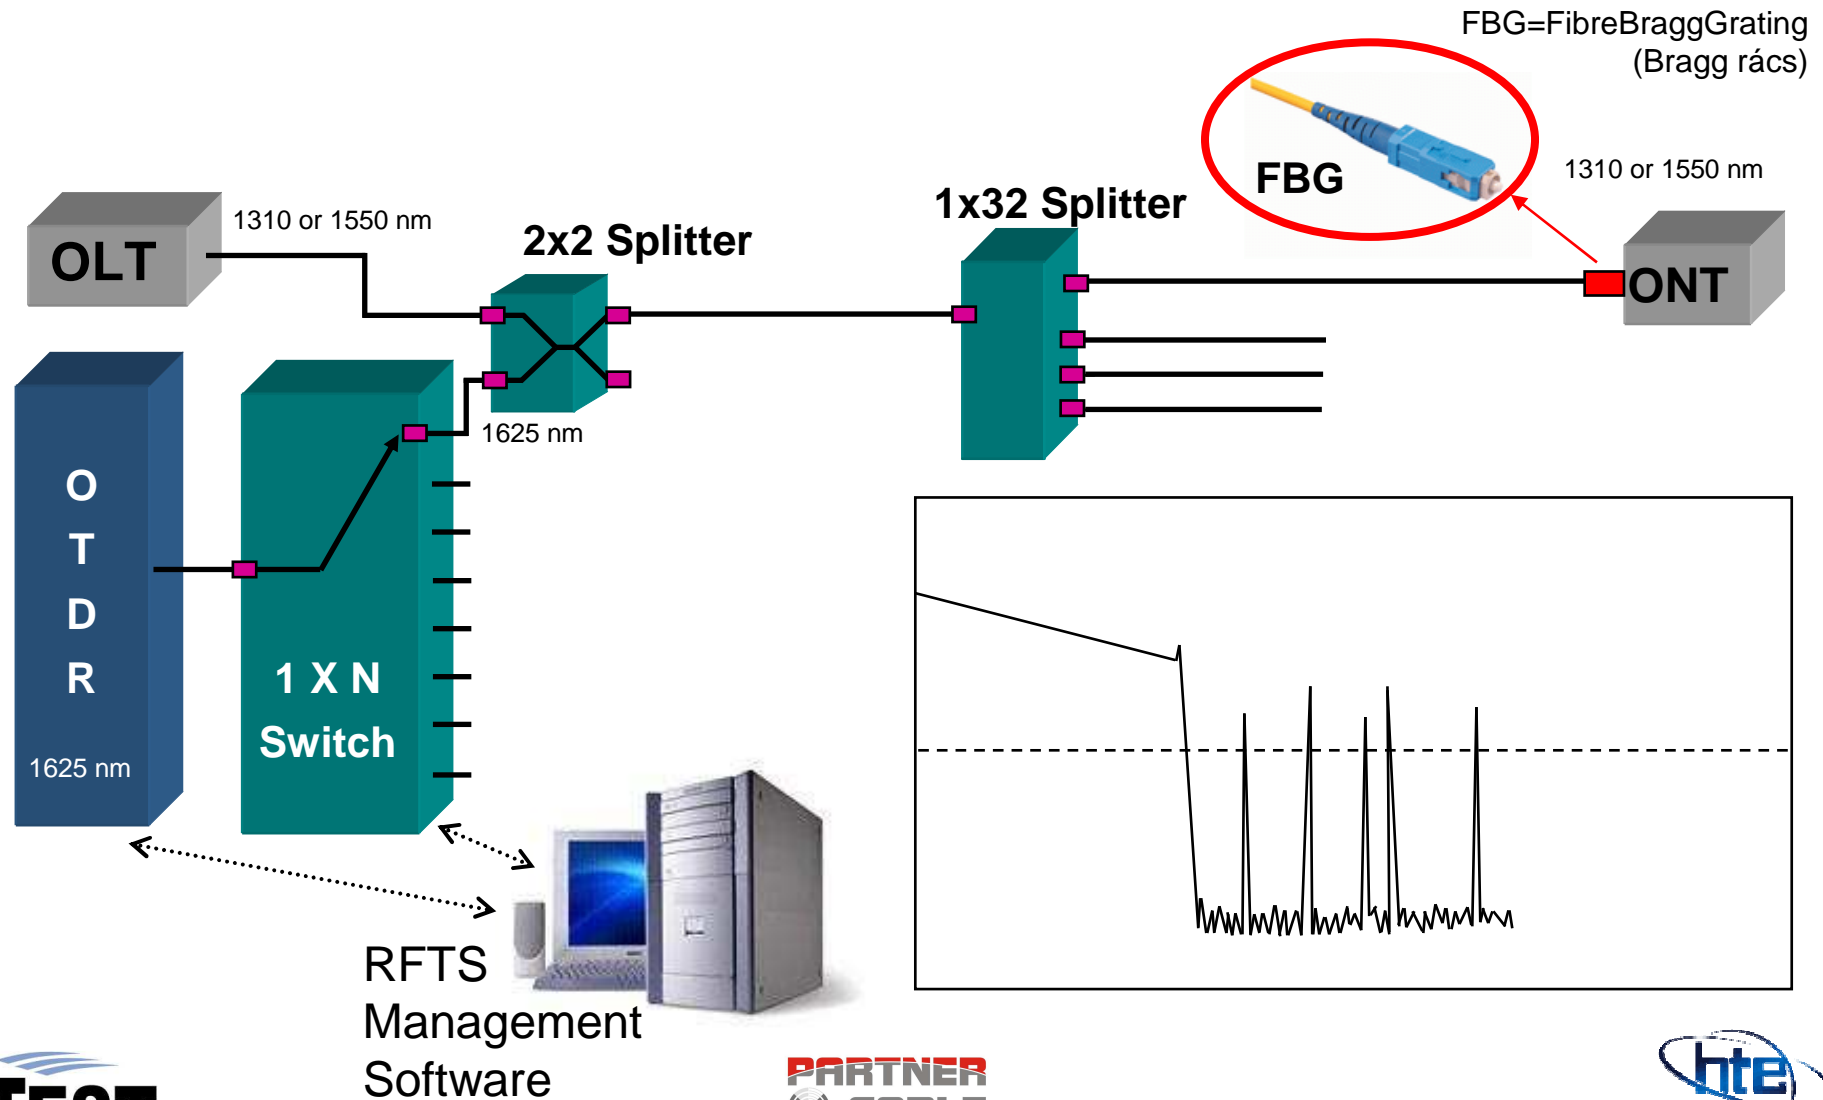 FBG=FibreBraggGrating
(Bragg rács)
FBG
1310 or 1550 nm
1x32 Splitter
1310 or 1550 nm
2x2 Splitter
OLT
ONT
1625 nm
O
T
D
R
1625 nm
1 X N
Switch
RFTS
Management
Software
PARTNER
hte